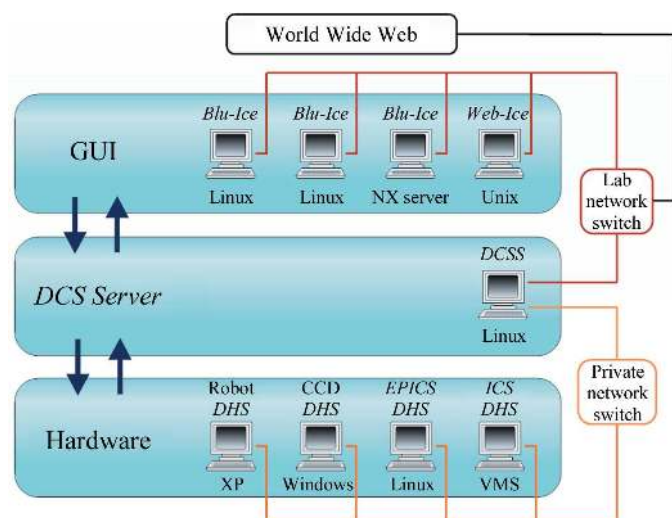 World Wide Web
Blu-Ice Blu-Ice Blu-Ice Web-Ice
GUI
Linux Linux NX server Unix
Lab
network
switch
DCSS
DCS Server
Linux
Private
network
switch
Robot CCD EPICS ICS
DHS DHS DHS DHS
Hardware
XP Windows Linux VMS